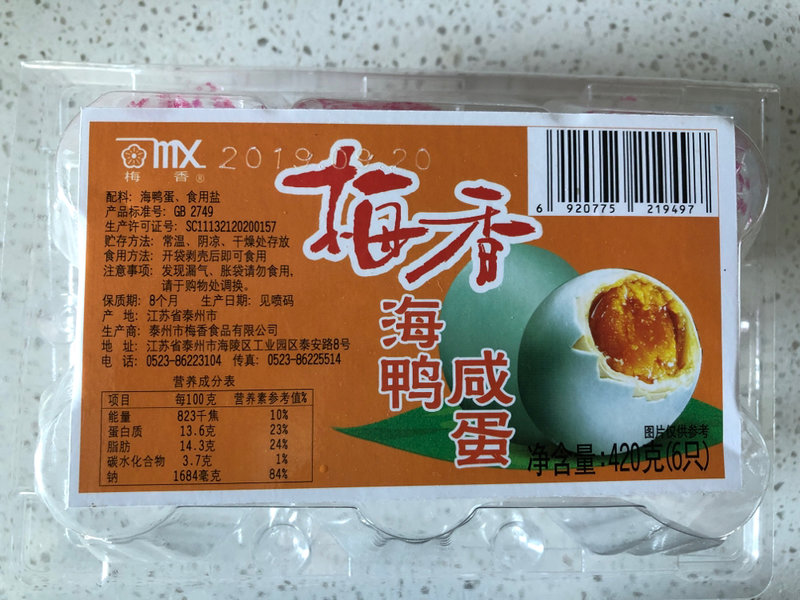 MX
梅 香 ®
2019 09 20
6 920775 219497
梅香
海鸭
咸蛋
配料：海鸭蛋、食用盐
产品标准号：GB 2749
生产许可证号：SC11132120200157
贮存方法：常温、阴凉、干燥处存放
食用方法：开袋剥壳后即可食用
注意事项：发现漏气、胀袋请勿食用，
请于购物处调换。
保质期：8个月 生产日期：见喷码
产 地：江苏省泰州市
生产商：泰州市梅香食品有限公司
地 址：江苏省泰州市海陵区工业园区泰安路8号
电 话：0523-86223104 传真：0523-86225514
营养成分表
项目 每100克 营养素参考值%
能量 823千焦 10%
蛋白质 13.6克 23%
脂肪 14.3克 24%
碳水化合物 3.7克 1%
钠 1684毫克 84%
图片仅供参考
净含量：420克(6只)